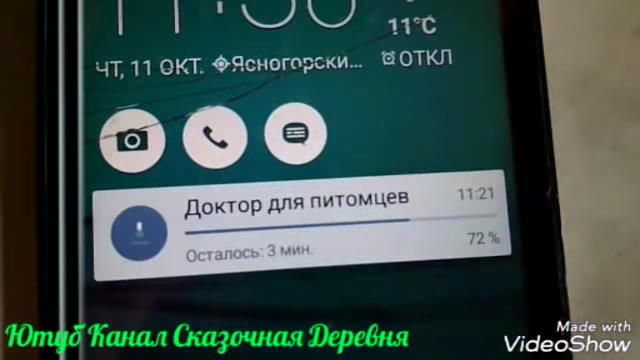 11°C
ЧТ, 11 ОКТ. Ясногорски... ОТКЛ
Доктор для питомцев 11:21
Осталось: 3 мин. 72 %
Ютуб Канал Сказочная Деревня
Made with
VideoShow